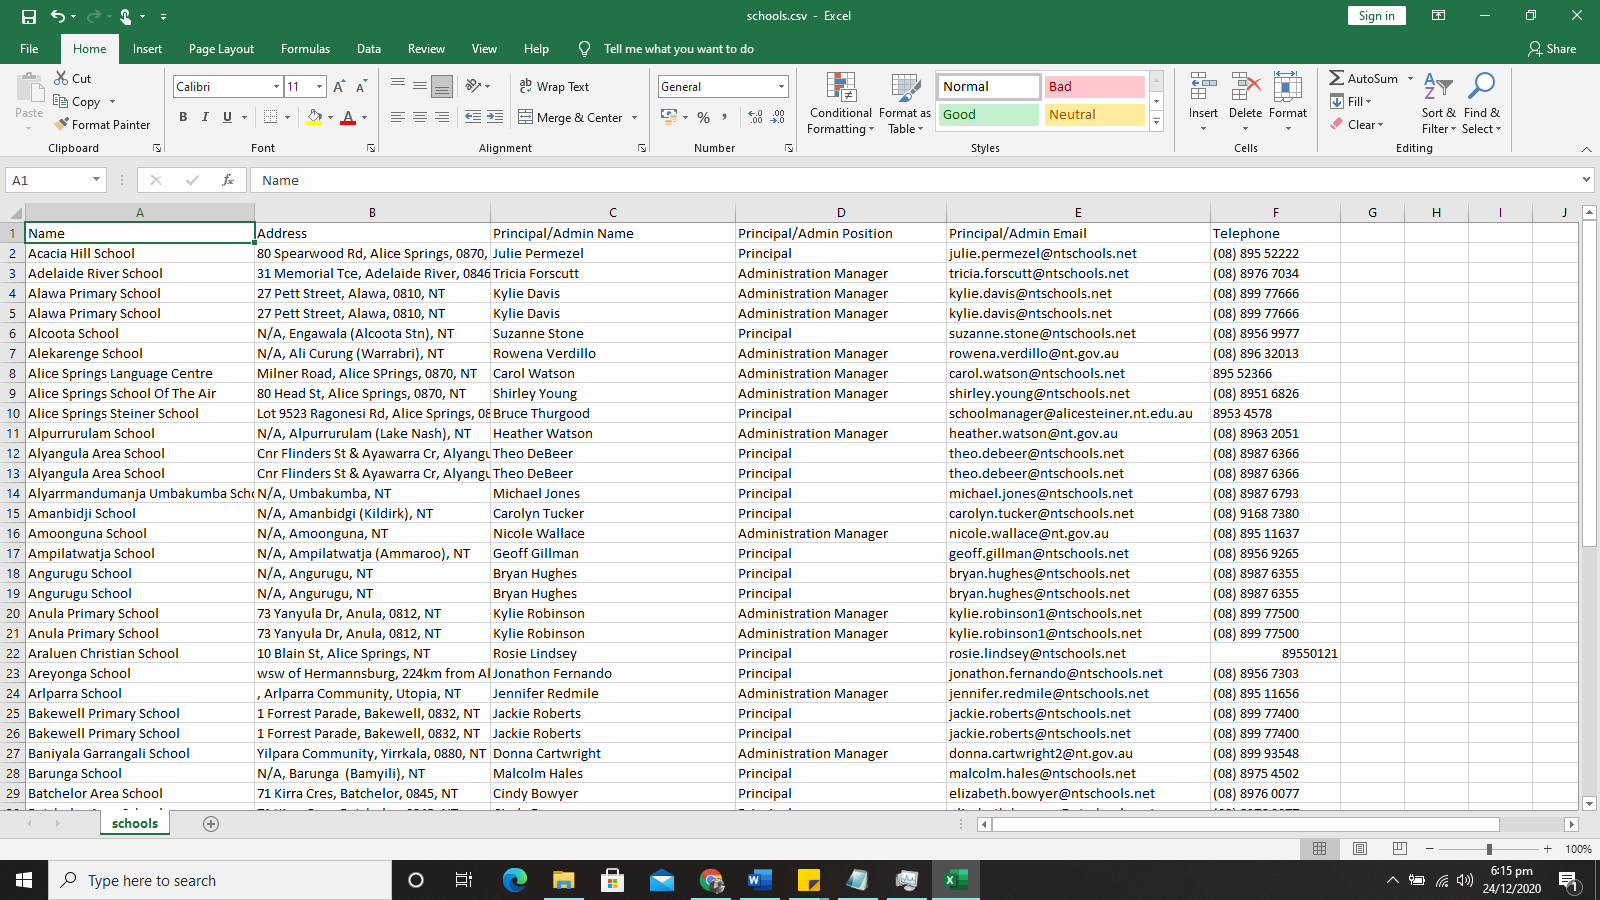 schools.csv - Excel
Sign in
File Home Insert Page Layout Formulas Data Review View Help Tell me what you want to do Share
Paste
Cut
Copy
Format Painter
Clipboard
Calibri 11
B I U
Font
Wrap Text
Merge & Center
Alignment
General
%
Number
Conditional Formatting
Format as Table
Normal Bad
Good Neutral
Styles
Insert Delete Format
Cells
AutoSum
Fill
Clear
Sort & Filter
Find & Select
Editing
A1 fx Name
A B C D E F G H I J
1 Name Address Principal/Admin Name Principal/Admin Position Principal/Admin Email Telephone
2 Acacia Hill School 80 Spearwood Rd, Alice Springs, 0870, Julie Permezel Principal julie.permezel@ntschools.net (08) 895 52222
3 Adelaide River School 31 Memorial Tce, Adelaide River, 0846 Tricia Forscutt Administration Manager tricia.forscutt@ntschools.net (08) 8976 7034
4 Alawa Primary School 27 Pett Street, Alawa, 0810, NT Kylie Davis Administration Manager kylie.davis@ntschools.net (08) 899 77666
5 Alawa Primary School 27 Pett Street, Alawa, 0810, NT Kylie Davis Administration Manager kylie.davis@ntschools.net (08) 899 77666
6 Alcoota School N/A, Engawala (Alcoota Stn), NT Suzanne Stone Principal suzanne.stone@ntschools.net (08) 8956 9977
7 Alekarenge School N/A, Ali Curung (Warrabri), NT Rowena Verdillo Administration Manager rowena.verdillo@nt.gov.au (08) 896 32013
8 Alice Springs Language Centre Milner Road, Alice SPrings, 0870, NT Carol Watson Administration Manager carol.watson@ntschools.net 895 52366
9 Alice Springs School Of The Air 80 Head St, Alice Springs, 0870, NT Shirley Young Administration Manager shirley.young@ntschools.net (08) 8951 6826
10 Alice Springs Steiner School Lot 9523 Ragonesi Rd, Alice Springs, 08 Bruce Thurgood Principal schoolmanager@alicesteiner.nt.edu.au 8953 4578
11 Alpurrurulam School N/A, Alpurrurulam (Lake Nash), NT Heather Watson Administration Manager heather.watson@nt.gov.au (08) 8963 2051
12 Alyangula Area School Cnr Flinders St & Ayawarra Cr, Alyangu Theo DeBeer Principal theo.debeer@ntschools.net (08) 8987 6366
13 Alyangula Area School Cnr Flinders St & Ayawarra Cr, Alyangu Theo DeBeer Principal theo.debeer@ntschools.net (08) 8987 6366
14 Alyarrmandumanja Umbakumba Scho N/A, Umbakumba, NT Michael Jones Principal michael.jones@ntschools.net (08) 8987 6793
15 Amanbidji School N/A, Amanbidgi (Kildirk), NT Carolyn Tucker Principal carolyn.tucker@ntschools.net (08) 9168 7380
16 Amoonguna School N/A, Amoonguna, NT Nicole Wallace Administration Manager nicole.wallace@nt.gov.au (08) 895 11637
17 Ampilatwatja School N/A, Ampilatwatja (Ammaroo), NT Geoff Gillman Principal geoff.gillman@ntschools.net (08) 8956 9265
18 Angurugu School N/A, Angurugu, NT Bryan Hughes Principal bryan.hughes@ntschools.net (08) 8987 6355
19 Angurugu School N/A, Angurugu, NT Bryan Hughes Principal bryan.hughes@ntschools.net (08) 8987 6355
20 Anula Primary School 73 Yanyula Dr, Anula, 0812, NT Kylie Robinson Administration Manager kylie.robinson1@ntschools.net (08) 899 77500
21 Anula Primary School 73 Yanyula Dr, Anula, 0812, NT Kylie Robinson Administration Manager kylie.robinson1@ntschools.net (08) 899 77500
22 Araluen Christian School 10 Blain St, Alice Springs, NT Rosie Lindsey Principal rosie.lindsey@ntschools.net 89550121
23 Areyonga School wsw of Hermannsburg, 224km from Al Jonathon Fernando Principal jonathon.fernando@ntschools.net (08) 8956 7303
24 Arlparra School , Arlparra Community, Utopia, NT Jennifer Redmile Administration Manager jennifer.redmile@ntschools.net (08) 895 11656
25 Bakewell Primary School 1 Forrest Parade, Bakewell, 0832, NT Jackie Roberts Principal jackie.roberts@ntschools.net (08) 899 77400
26 Bakewell Primary School 1 Forrest Parade, Bakewell, 0832, NT Jackie Roberts Principal jackie.roberts@ntschools.net (08) 899 77400
27 Baniyala Garrangali School Yilpara Community, Yirrkala, 0880, NT Donna Cartwright Administration Manager donna.cartwright2@nt.gov.au (08) 899 93548
28 Barunga School N/A, Barunga (Bamyili), NT Malcolm Hales Principal malcolm.hales@ntschools.net (08) 8975 4502
29 Batchelor Area School 71 Kirra Cres, Batchelor, 0845, NT Cindy Bowyer Principal elizabeth.bowyer@ntschools.net (08) 8976 0077
schools
100%
Type here to search
6:15 pm
24/12/2020
1